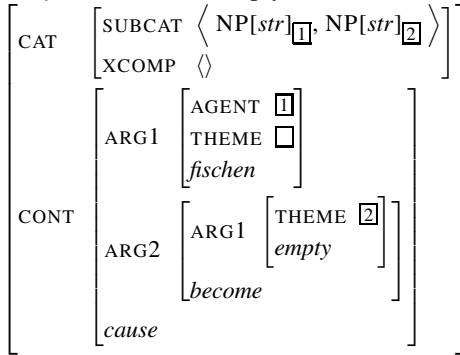 CAT SUBCAT ⟨ NP[str]1, NP[str]2 ⟩
XCOMP ⟨⟩
CONT ARG1 AGENT 1
THEME
fischen
ARG2 ARG1 THEME 2
empty
become
cause